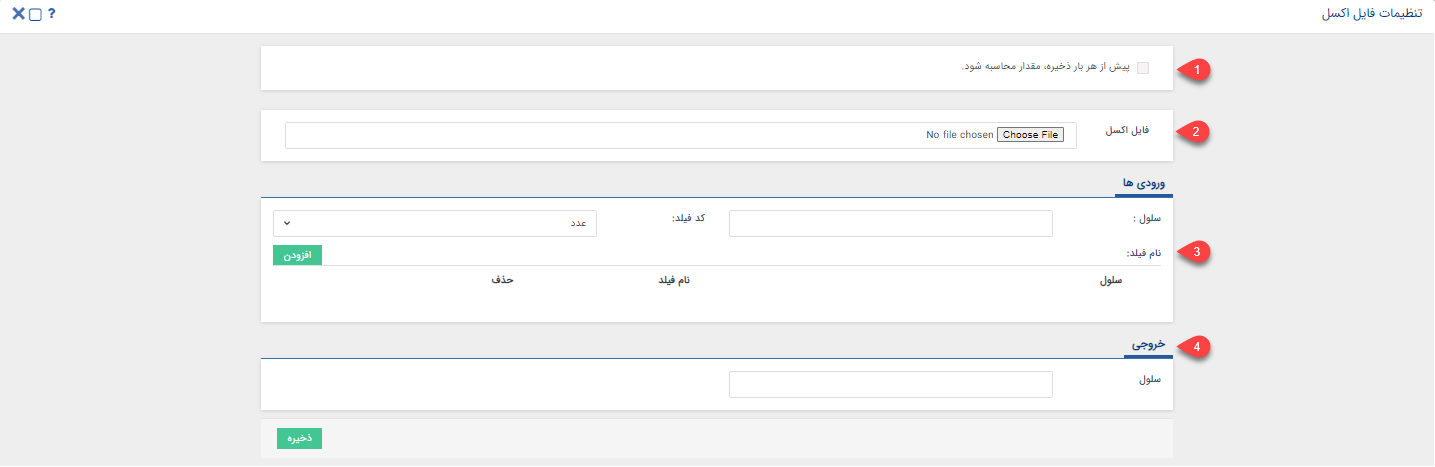 تنظیمات فایل اکسل ?
پیش از هر بار ذخیره، مقدار محاسبه شود. 1
فایل اکسل Choose File No file chosen 2
ورودی ها
سلول : کد فیلد: عدد
نام فیلد: افزودن 3
سلول نام فیلد حذف
خروجی 4
سلول
ذخیره